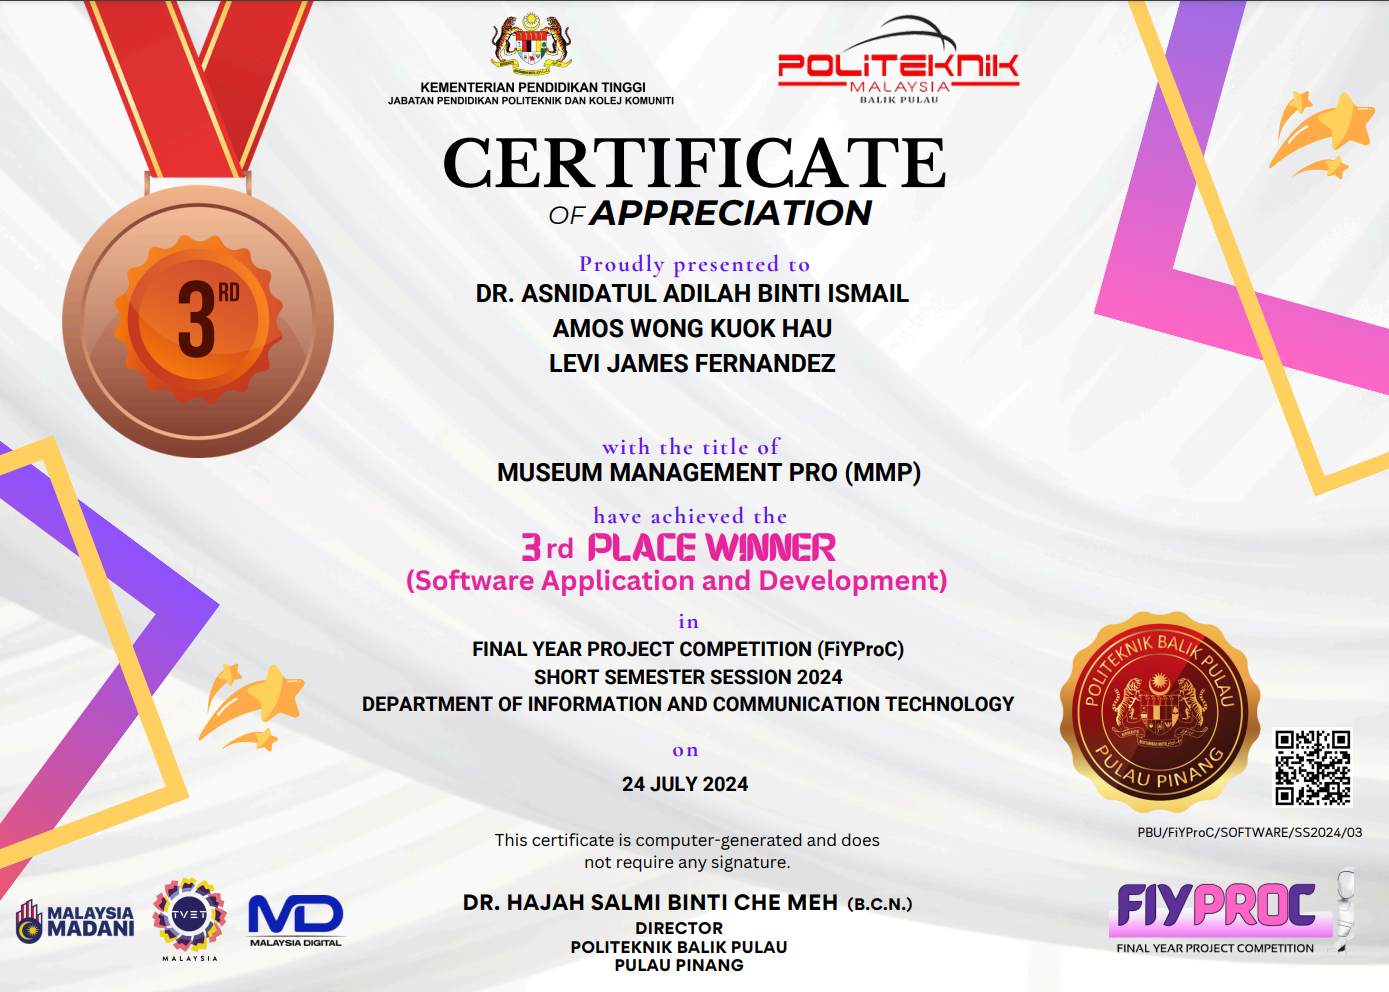 KEMENTERIAN PENDIDIKAN TINGGI
JABATAN PENDIDIKAN POLITEKNIK DAN KOLEJ KOMUNITI
POLITEKNIK
MALAYSIA
BALIK PULAU
CERTIFICATE
OF APPRECIATION
3RD
Proudly presented to
DR. ASNIDATUL ADILAH BINTI ISMAIL
AMOS WONG KUOK HAU
LEVI JAMES FERNANDEZ
with the title of
MUSEUM MANAGEMENT PRO (MMP)
have achieved the
3rd PLACE WINNER
(Software Application and Development)
in
FINAL YEAR PROJECT COMPETITION (FiYProC)
SHORT SEMESTER SESSION 2024
DEPARTMENT OF INFORMATION AND COMMUNICATION TECHNOLOGY
on
24 JULY 2024
POLITEKNIK BALIK PULAU
PULAU PINANG
PBU/FiYProC/SOFTWARE/SS2024/03
This certificate is computer-generated and does
not require any signature.
DR. HAJAH SALMI BINTI CHE MEH (B.C.N.)
DIRECTOR
POLITEKNIK BALIK PULAU
PULAU PINANG
MALAYSIA
MADANI
TVET
MALAYSIA
MD
MALAYSIA DIGITAL
FIYPROC
FINAL YEAR PROJECT COMPETITION